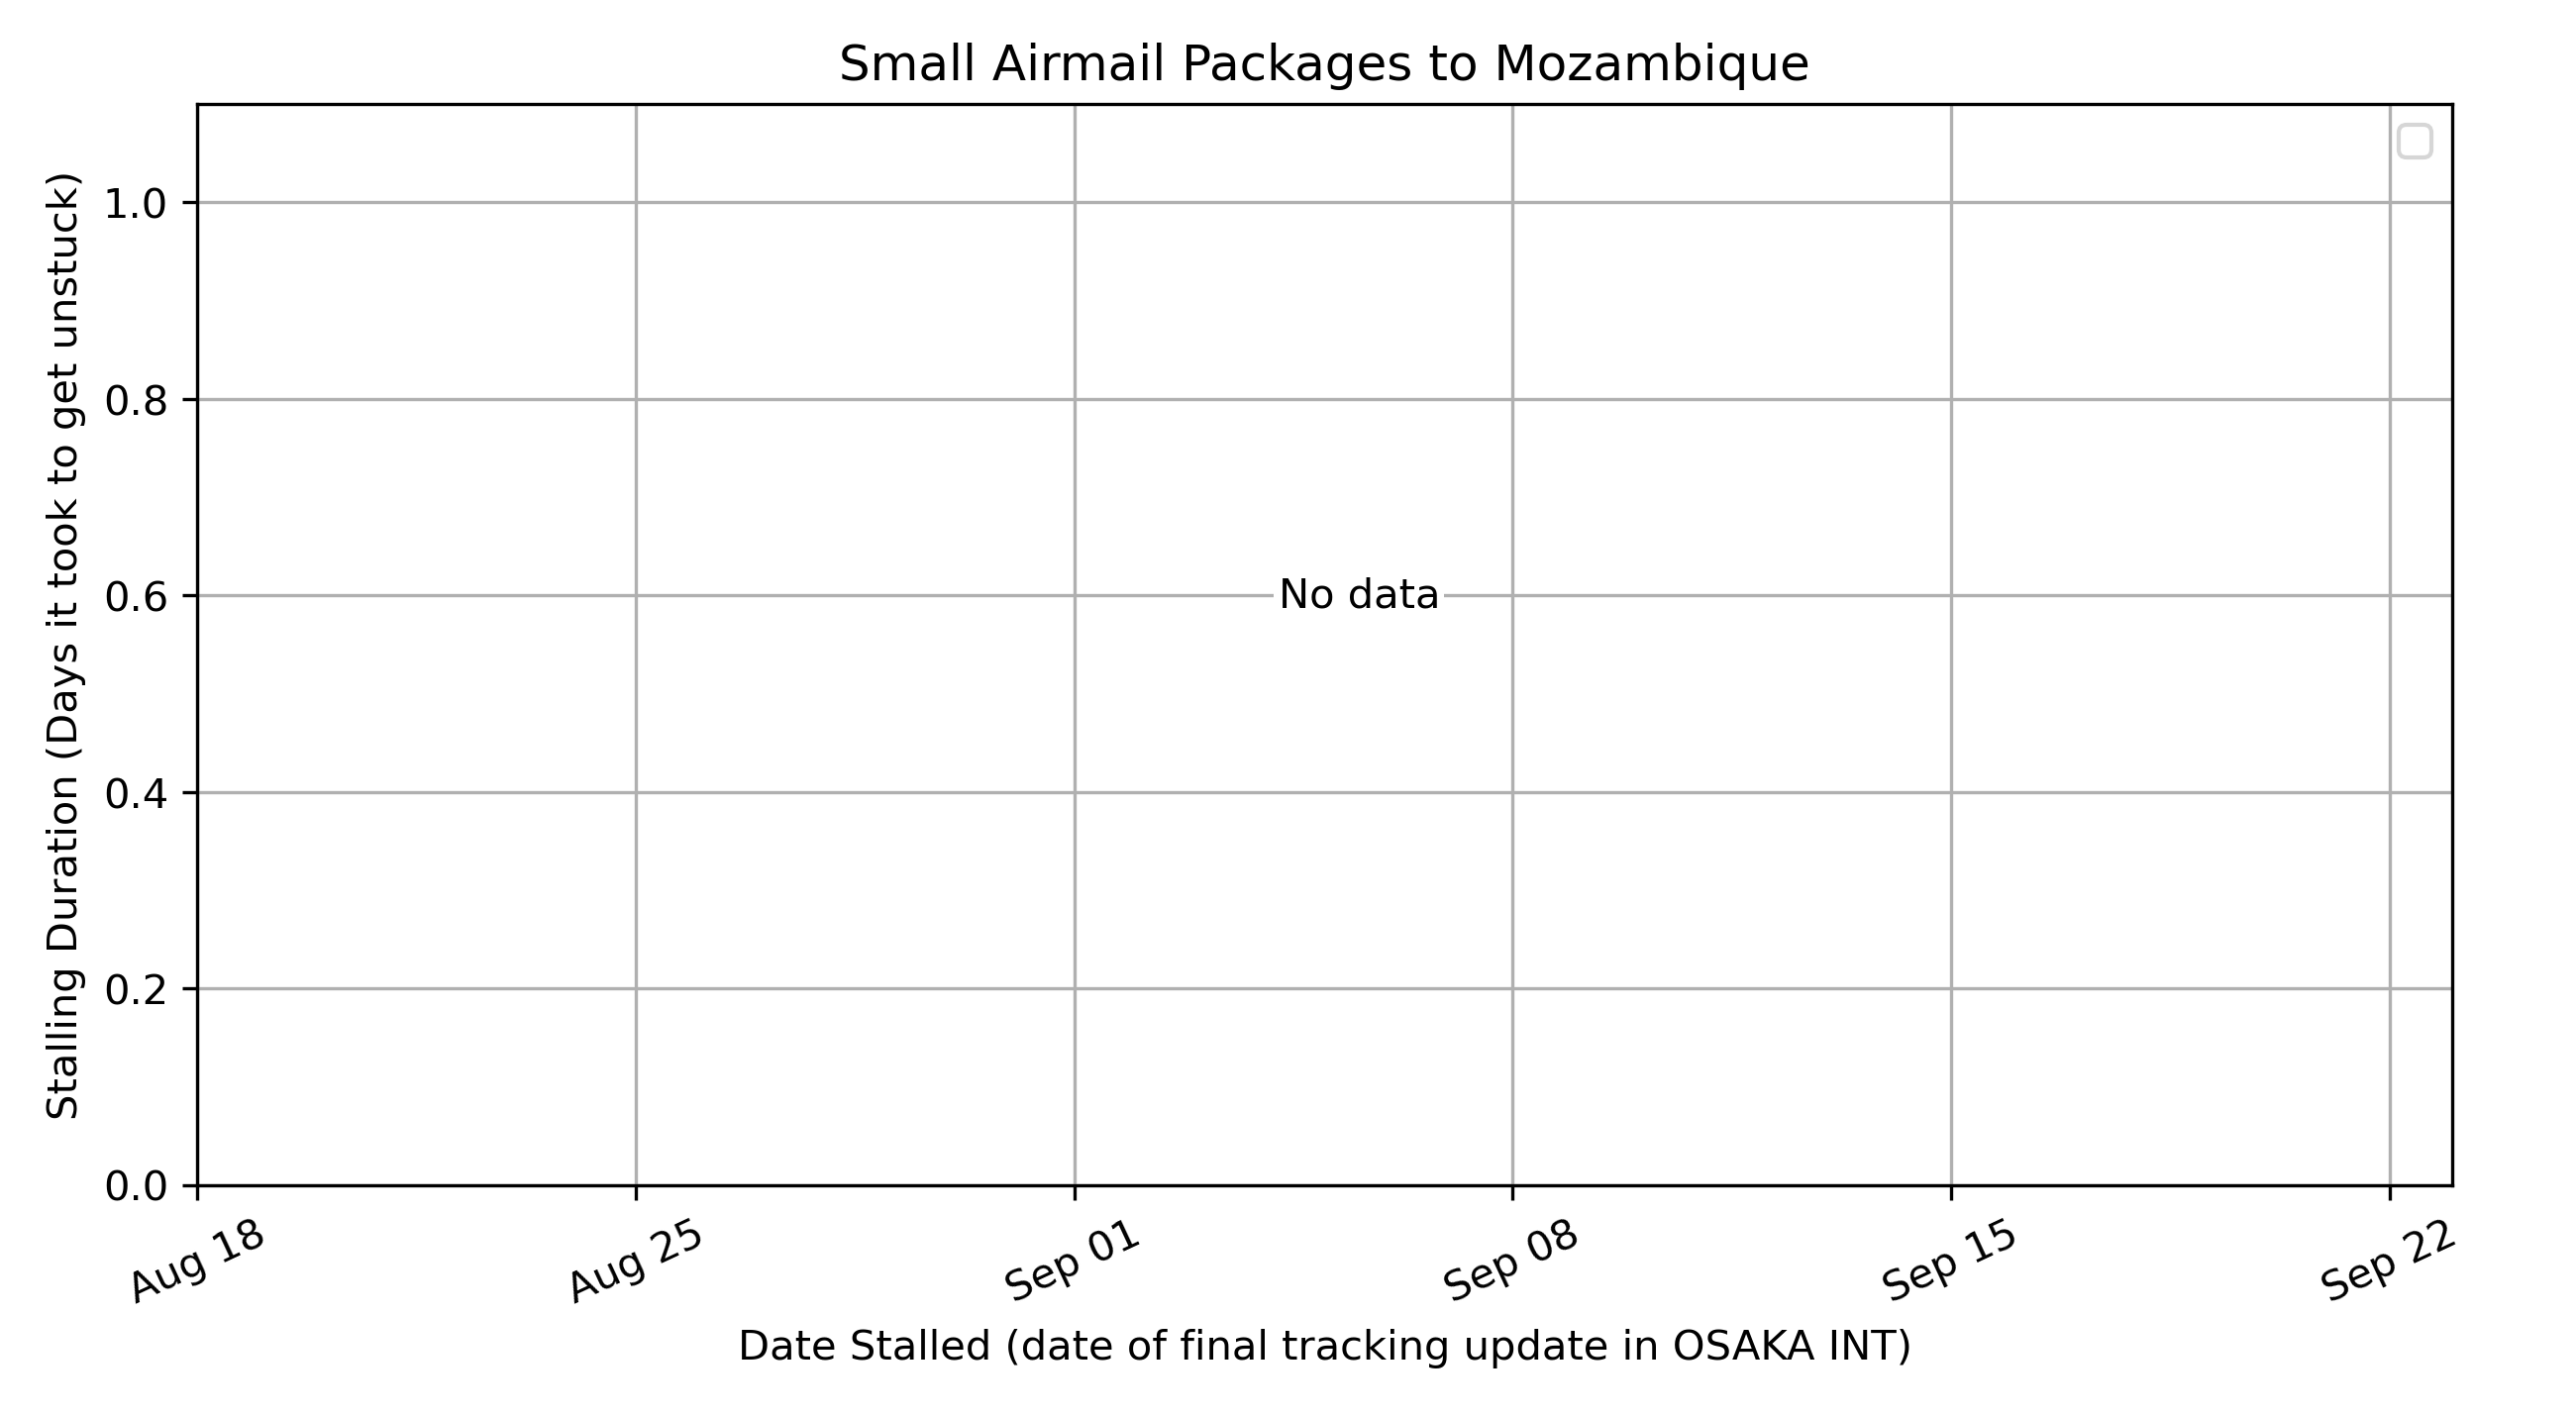 Small Airmail Packages to Mozambique
Stalling Duration (Days it took to get unstuck)
1.0
0.8
0.6
0.4
0.2
0.0
No data
Aug 18
Aug 25
Sep 01
Sep 08
Sep 15
Sep 22
Date Stalled (date of final tracking update in OSAKA INT)